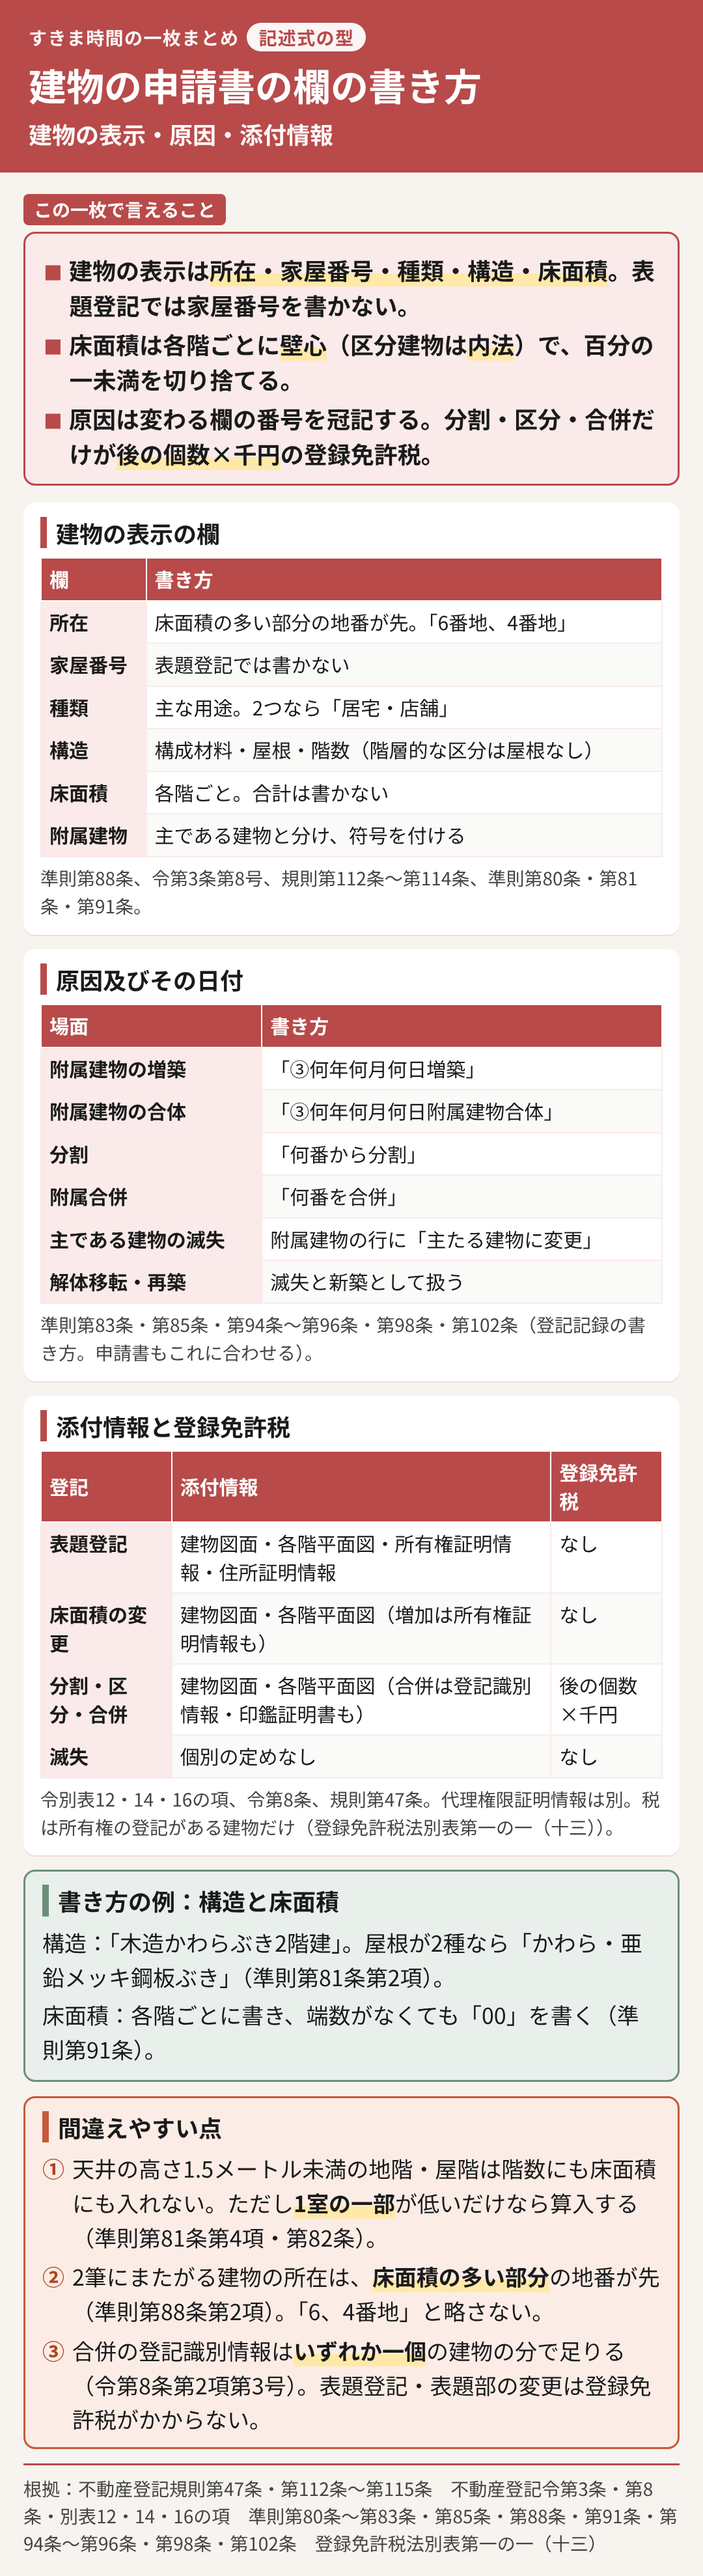 すきま時間の一枚まとめ 記述式の型
建物の申請書の欄の書き方
建物の表示・原因・添付情報
この一枚で言えること
■ 建物の表示は所在・家屋番号・種類・構造・床面積。表
題登記では家屋番号を書かない。
■ 床面積は各階ごとに壁心（区分建物は内法）で、百分の
一未満を切り捨てる。
■ 原因は変わる欄の番号を冠記する。分割・区分・合併だ
けが後の個数×千円の登録免許税。
建物の表示の欄
欄 書き方
所在 床面積の多い部分の地番が先。「6番地、4番地」
家屋番号 表題登記では書かない
種類 主な用途。2つなら「居宅・店舗」
構造 構成材料・屋根・階数（階層的な区分は屋根なし）
床面積 各階ごと。合計は書かない
附属建物 主である建物と分け、符号を付ける
準則第88条、令第3条第8号、規則第112条〜第114条、準則第80条・第81
条・第91条。
原因及びその日付
場面 書き方
附属建物の増築 「③何年何月何日増築」
附属建物の合体 「③何年何月何日附属建物合体」
分割 「何番から分割」
附属合併 「何番を合併」
主である建物の滅失 附属建物の行に「主たる建物に変更」
解体移転・再築 滅失と新築として扱う
準則第83条・第85条・第94条〜第96条・第98条・第102条（登記記録の書
き方。申請書もこれに合わせる）。
添付情報と登録免許税
登記 添付情報 登録免許
税
表題登記 建物図面・各階平面図・所有権証明情 なし
報・住所証明情報
床面積の変 建物図面・各階平面図（増加は所有権証 なし
更 明情報も）
分割・区 建物図面・各階平面図（合併は登記識別 後の個数
分・合併 情報・印鑑証明書も） ×千円
滅失 個別の定めなし なし
令別表12・14・16の項、令第8条、規則第47条。代理権限証明情報は別。税
は所有権の登記がある建物だけ（登録免許税法別表第一の一（十三））。
書き方の例：構造と床面積
構造：「木造かわらぶき2階建」。屋根が2種なら「かわら・亜
鉛メッキ鋼板ぶき」（準則第81条第2項）。
床面積：各階ごとに書き、端数がなくても「00」を書く（準
則第91条）。
間違えやすい点
① 天井の高さ1.5メートル未満の地階・屋階は階数にも床面積
にも入れない。ただし1室の一部が低いだけなら算入する
（準則第81条第4項・第82条）。
② 2筆にまたがる建物の所在は、床面積の多い部分の地番が先
（準則第88条第2項）。「6、4番地」と略さない。
③ 合併の登記識別情報はいずれか一個の建物の分で足りる
（令第8条第2項第3号）。表題登記・表題部の変更は登録免
許税がかからない。
根拠：不動産登記規則第47条・第112条〜第115条　不動産登記令第3条・第8
条・別表12・14・16の項　準則第80条〜第83条・第85条・第88条・第91条・第
94条〜第96条・第98条・第102条　登録免許税法別表第一の一（十三）